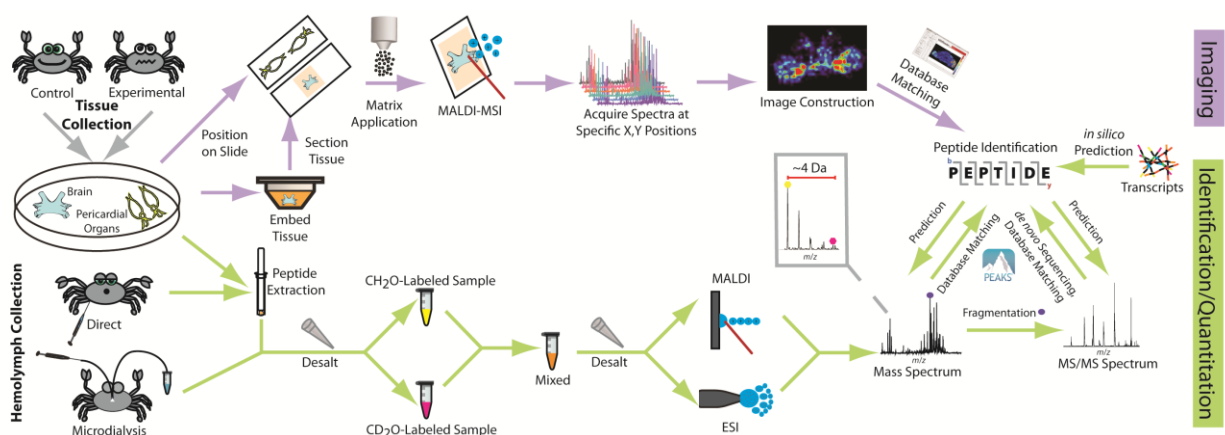 Control
Experimental
Tissue
Collection
Brain
Pericardial
Organs
Position
on Slide
Section
Tissue
Embed
Tissue
Matrix
Application
MALDI-MSI
Acquire Spectra at
Specific X,Y Positions
Image Construction
Database
Matching
Imaging
Peptide Identification
b
PEPTIDE
y
in silico
Prediction
Transcripts
Prediction
Database Matching
de novo Sequencing,
Database Matching
Prediction
PEAKS
Fragmentation
~4 Da
m/z
m/z
Mass Spectrum
m/z
MS/MS Spectrum
Identification/Quantitation
Hemolymph Collection
Direct
Microdialysis
Peptide
Extraction
Desalt
CH2O-Labeled Sample
CD2O-Labeled Sample
Mixed
Desalt
MALDI
ESI